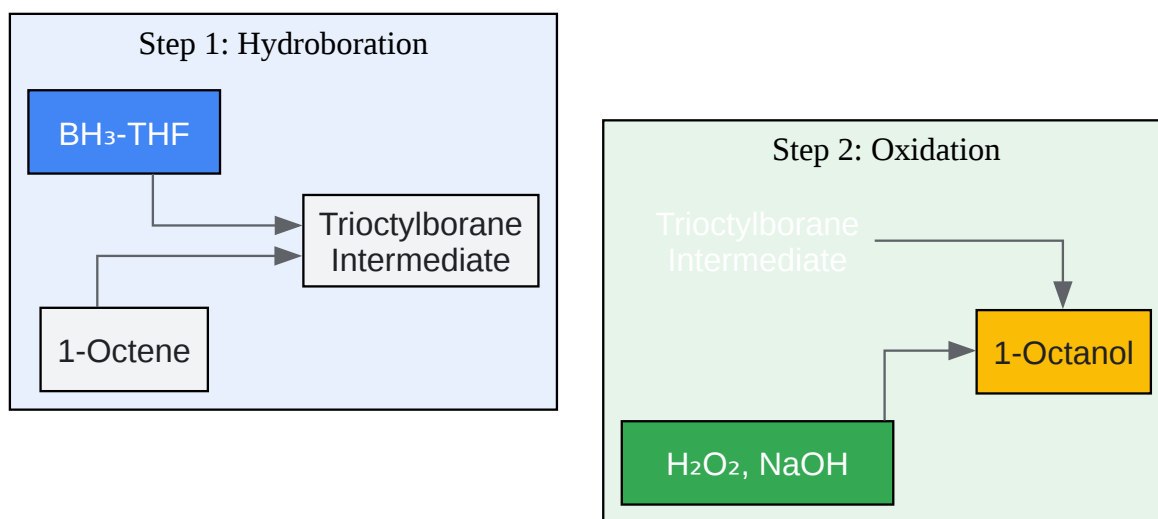 Step 1: Hydroboration
BH₃-THF
Trioctylborane
Intermediate
1-Octene
Step 2: Oxidation
Trioctylborane
Intermediate
1-Octanol
H₂O₂, NaOH